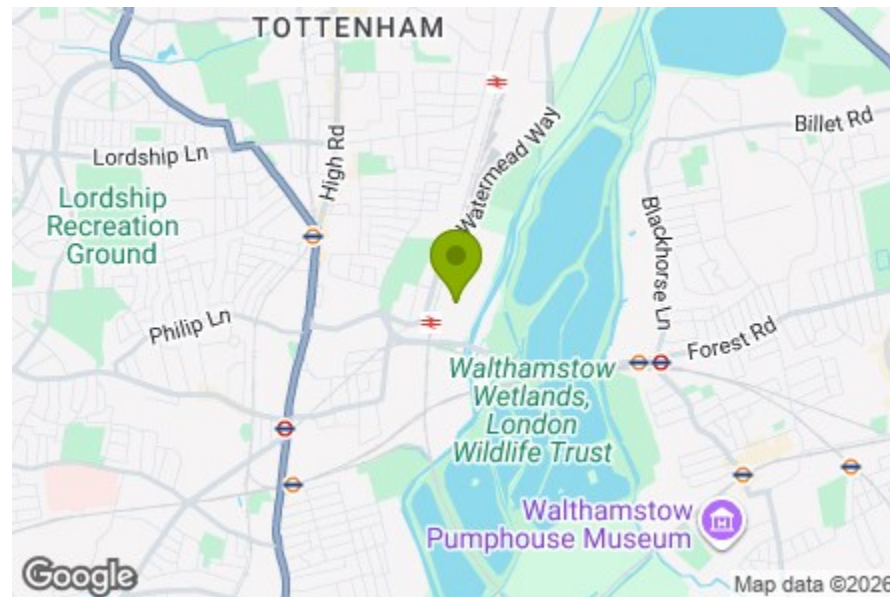 TOTTENHAM
Billet Rd
Lordship Ln
High Rd
Watermead Way
Lordship
Recreation
Ground
Blackhorse Ln
Philip Ln
Forest Rd
Walthamstow
Wetlands,
London
Wildlife Trust
Walthamstow
Pumphouse Museum
Google
Map data ©2026